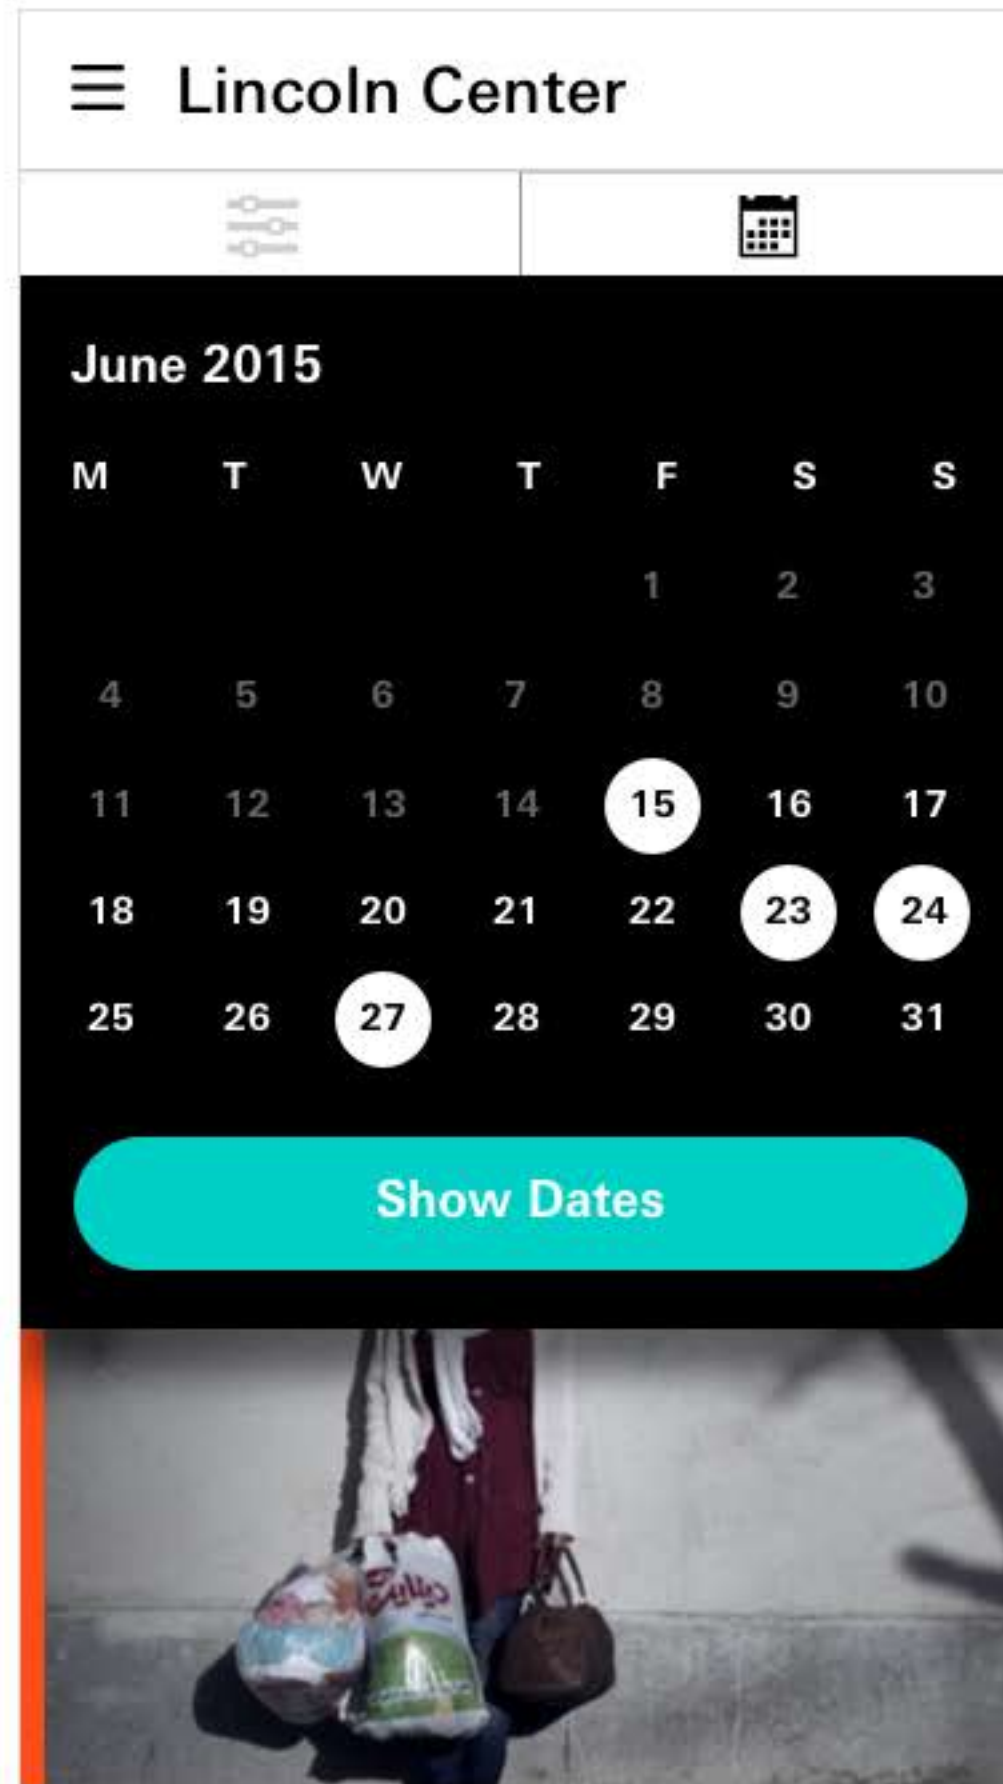 Lincoln Center
June 2015
M T W T F S S
1 2 3
4 5 6 7 8 9 10
11 12 13 14 15 16 17
18 19 20 21 22 23 24
25 26 27 28 29 30 31
Show Dates